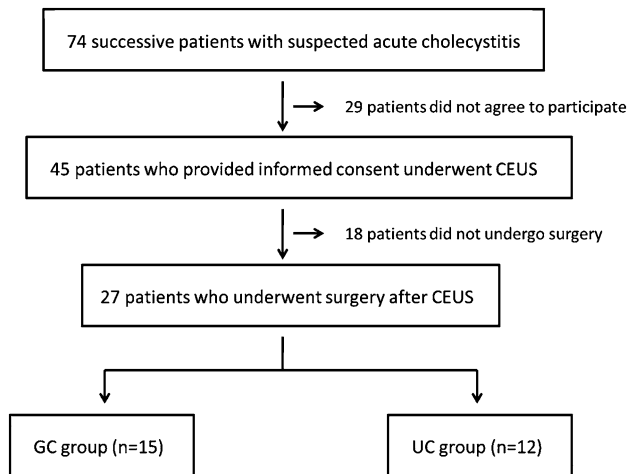 74 successive patients with suspected acute cholecystitis
29 patients did not agree to participate
45 patients who provided informed consent underwent CEUS
18 patients did not undergo surgery
27 patients who underwent surgery after CEUS
GC group (n=15)
UC group (n=12)